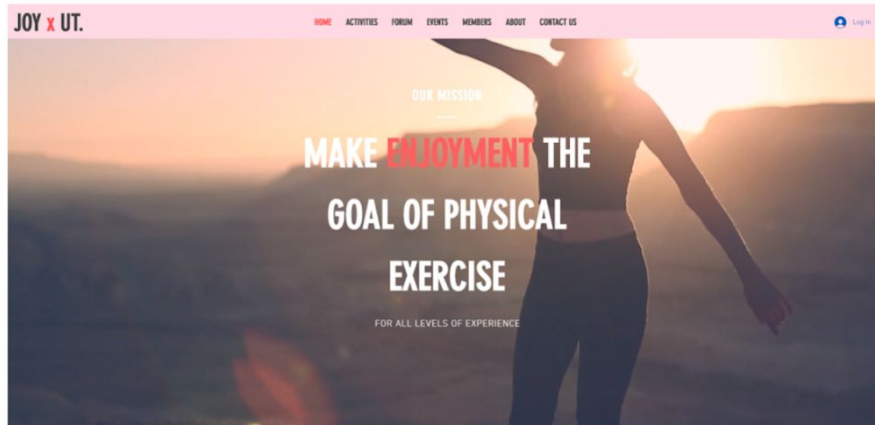 JOY x UT.
HOME ACTIVITIES FORUM EVENTS MEMBERS ABOUT CONTACT US
Log In
OUR MISSION
MAKE ENJOYMENT THE
GOAL OF PHYSICAL
EXERCISE
FOR ALL LEVELS OF EXPERIENCE